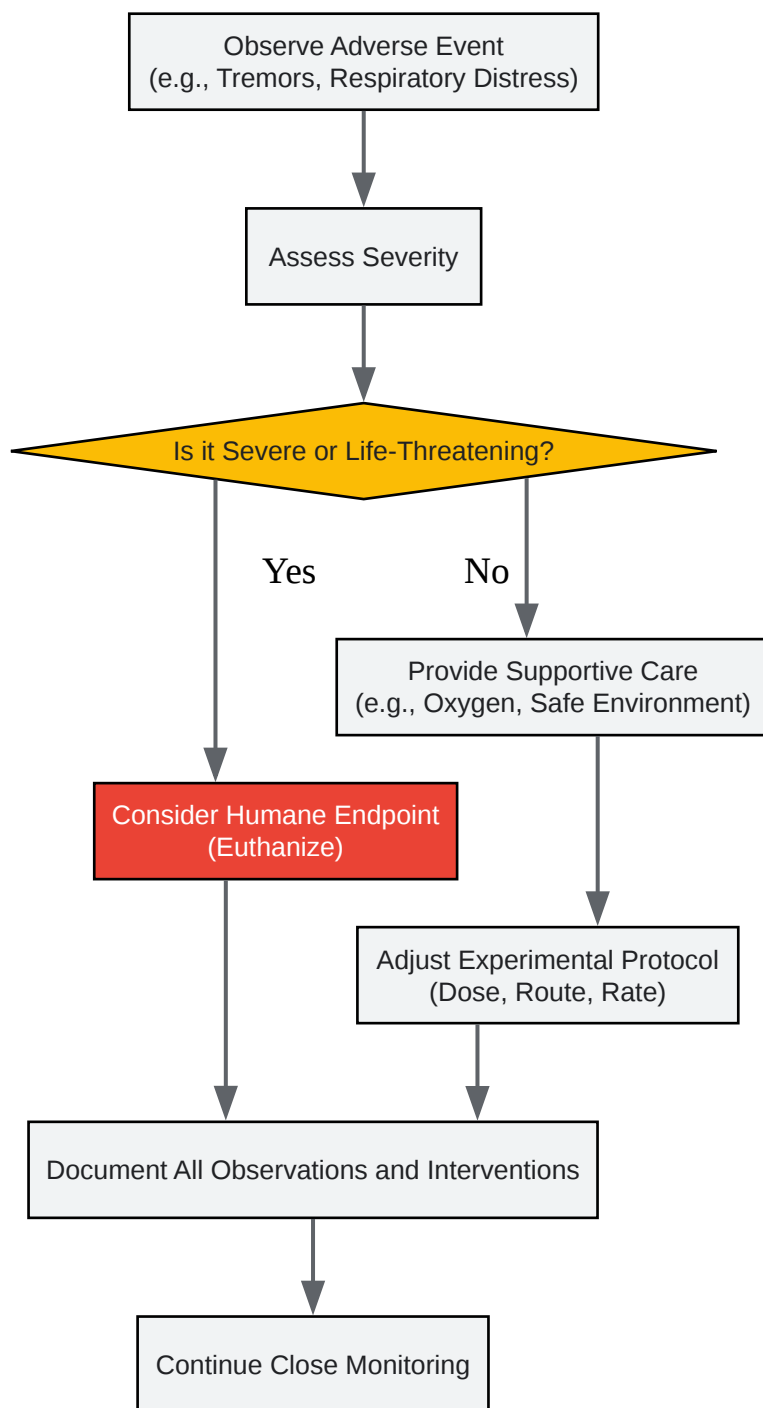 Observe Adverse Event
(e.g., Tremors, Respiratory Distress)
Assess Severity
Is it Severe or Life-Threatening?
Yes
No
Provide Supportive Care
(e.g., Oxygen, Safe Environment)
Consider Humane Endpoint
(Euthanize)
Adjust Experimental Protocol
(Dose, Route, Rate)
Document All Observations and Interventions
Continue Close Monitoring